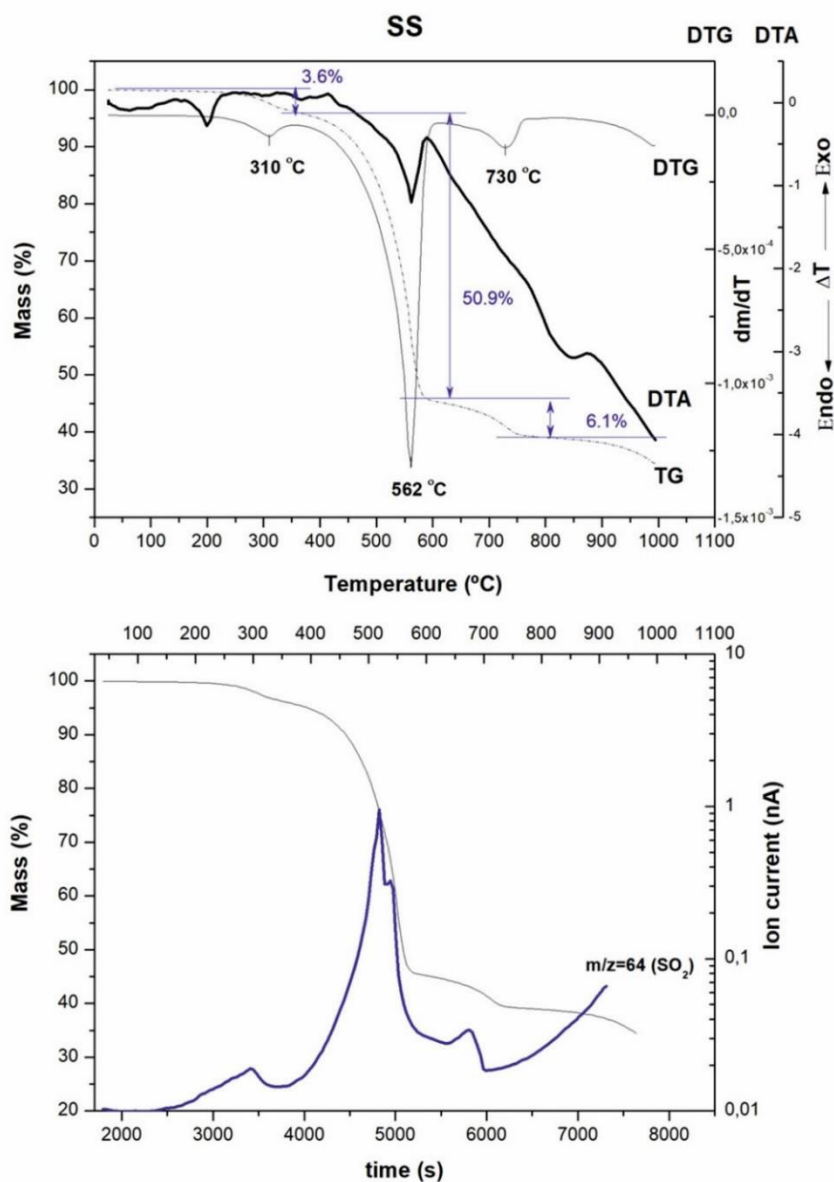 SS
DTG DTA
100
90
80
70
60
50
40
30
Mass (%)
3.6%
310 °C
730 °C
50.9%
562 °C
6.1%
DTG
DTA
TG
0,0
-5,0x10⁻⁴
-1,0x10⁻³
-1,5x10⁻³
dm/dT
0
-1
-2
-3
-4
-5
Endo ΔT Exo
0 100 200 300 400 500 600 700 800 900 1000 1100
Temperature (ºC)
100 200 300 400 500 600 700 800 900 1000 1100
100
90
80
70
60
50
40
30
20
Mass (%)
10
1
0,1
0,01
Ion current (nA)
m/z=64 (SO₂)
2000 3000 4000 5000 6000 7000 8000
time (s)